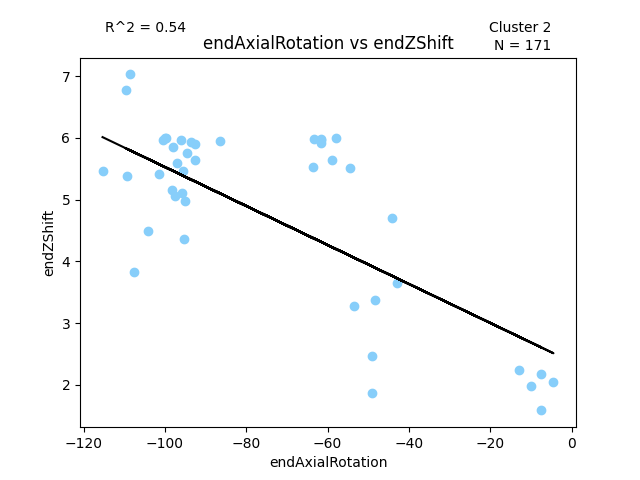 R^2 = 0.54
Cluster 2
endAxialRotation vs endZShift
N = 171
7
6
5
4
3
2
endZShift
−120
−100
−80
−60
−40
−20
0
endAxialRotation